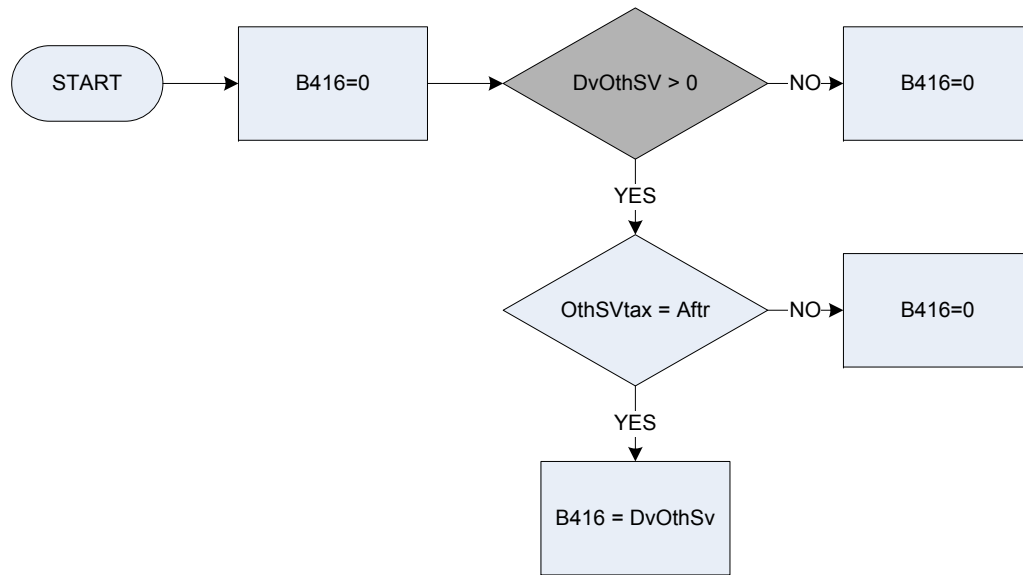 START
B416=0
DvOthSV > 0
NO
B416=0
YES
OthSVtax = Aftr
NO
B416=0
YES
B416 = DvOthSv